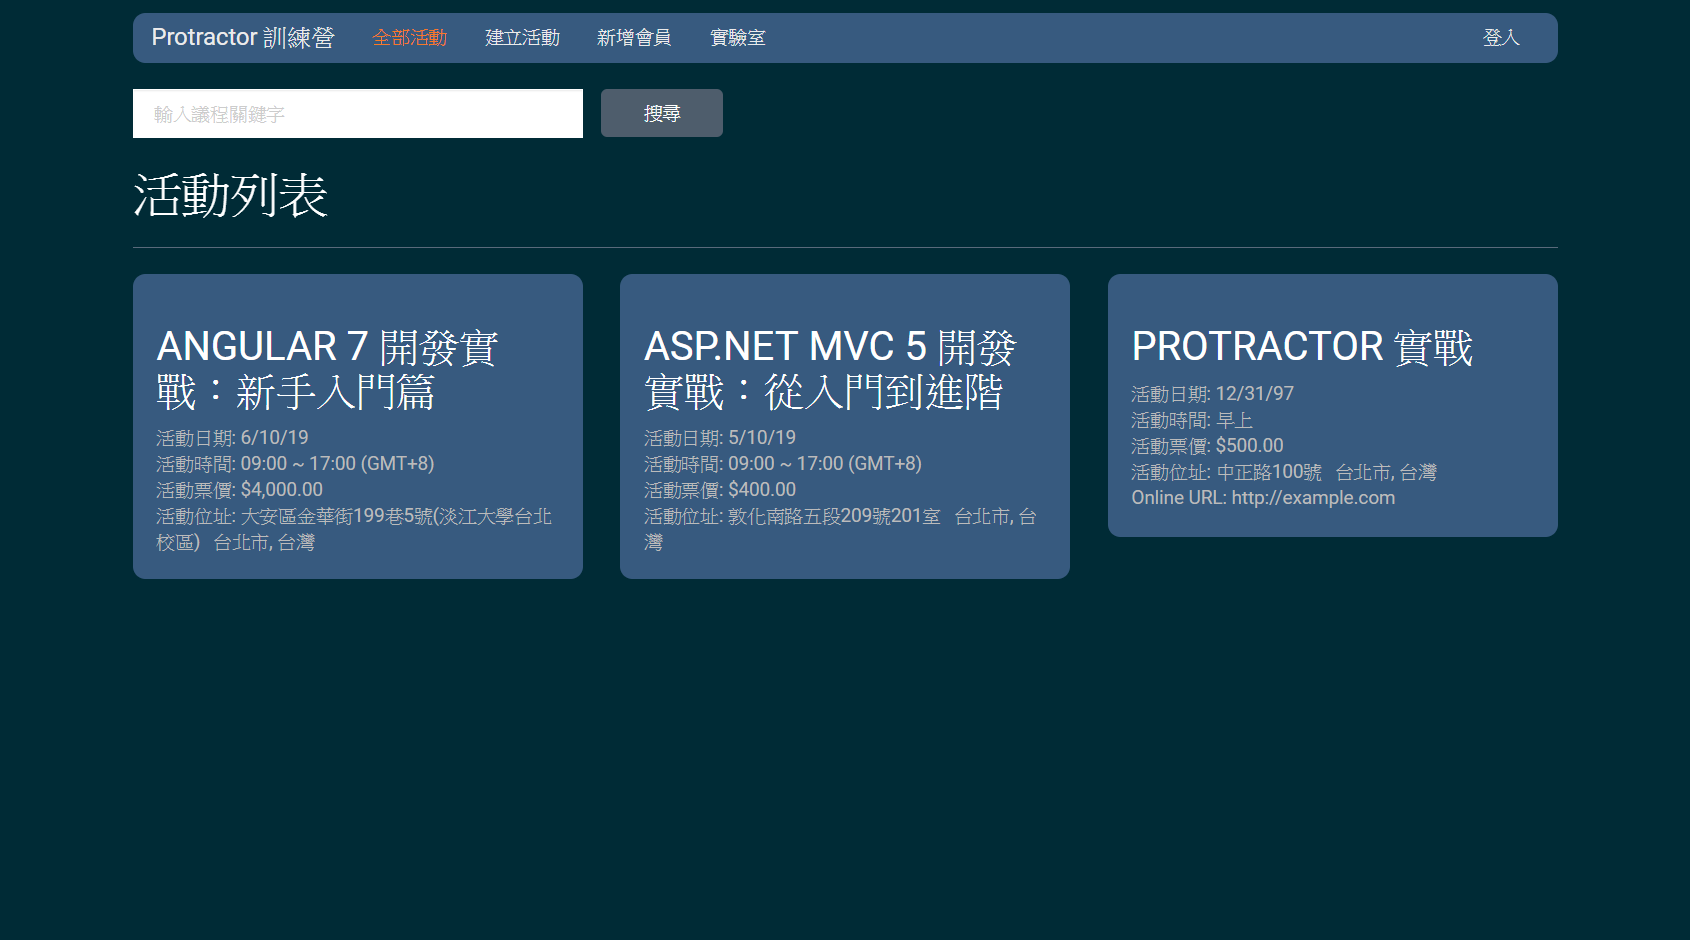 Protractor 訓練營 全部活動 建立活動 新增會員 實驗室 登入
輸入議程關鍵字 搜尋
活動列表
ANGULAR 7 開發實
戰：新手入門篇
活動日期: 6/10/19
活動時間: 09:00 ~ 17:00 (GMT+8)
活動票價: $4,000.00
活動位址: 大安區金華街199巷5號(淡江大學台北
校區) 台北市, 台灣
ASP.NET MVC 5 開發
實戰：從入門到進階
活動日期: 5/10/19
活動時間: 09:00 ~ 17:00 (GMT+8)
活動票價: $400.00
活動位址: 敦化南路五段209號201室 台北市, 台
灣
PROTRACTOR 實戰
活動日期: 12/31/97
活動時間: 早上
活動票價: $500.00
活動位址: 中正路100號 台北市, 台灣
Online URL: http://example.com